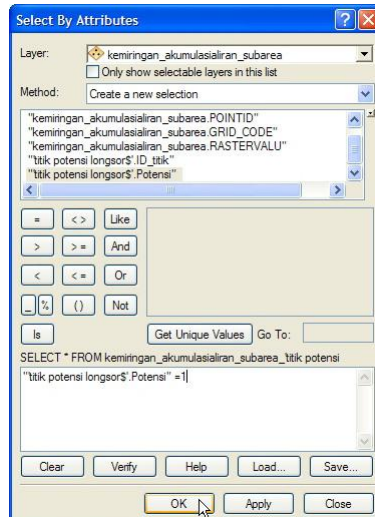 Select By Attributes
Layer: kemiringan_akumulasialiran_subarea
Only show selectable layers in this list
Method: Create a new selection
"kemiringan_akumulasialiran_subarea.POINTID"
"kemiringan_akumulasialiran_subarea.GRID_CODE"
"kemiringan_akumulasialiran_subarea.RASTERVALU"
"'titik potensi longsor$'.ID_titik"
"'titik potensi longsor$'.Potensi"
= <> Like
> >= And
< <= Or
_ % () Not
Is Get Unique Values Go To:
SELECT * FROM kemiringan_akumulasialiran_subarea_'titik potensi
"'titik potensi longsor$'.Potensi" =1
Clear Verify Help Load... Save...
OK Apply Close